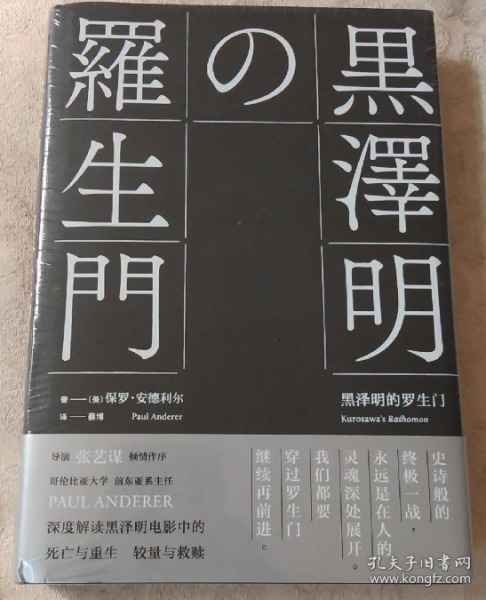 黒澤明
の
羅生門
著——（美）保罗·安德利尔
译——蔡博 Paul Anderer
黑泽明的罗生门
Kurosawa's Rashomon
导演 张艺谋 倾情作序
哥伦比亚大学 前东亚系主任
PAUL ANDERER
深度解读黑泽明电影中的
死亡与重生 较量与救赎
史诗般的
终极一战，
永远是在人的
灵魂深处展开。
我们都要
穿过罗生门
继续再前进。
孔夫子旧书网
www.kongfz.com